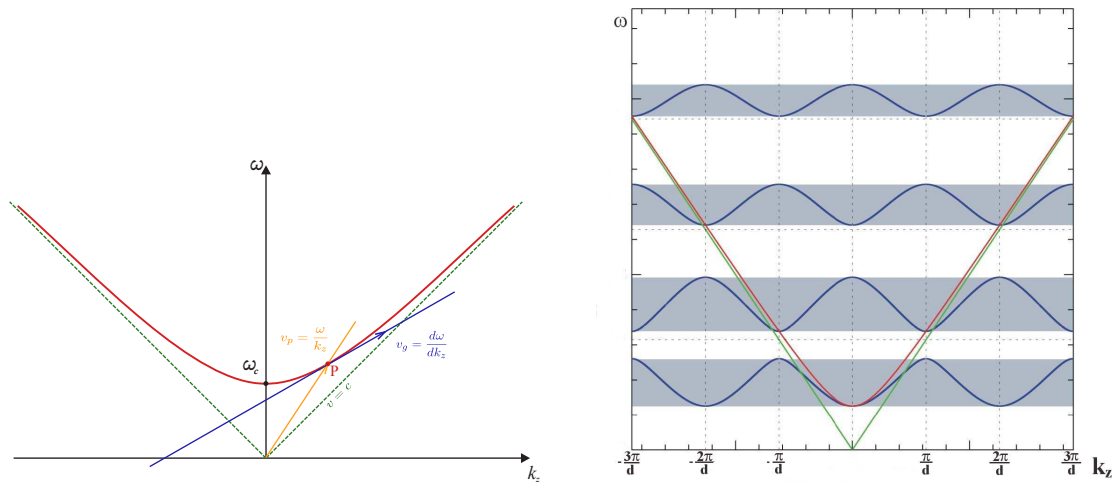 ω
ω_c
v_p = ω/k_z
P
v_g = dω/dk_z
v = c
k_z
ω
-3π/d
-2π/d
-π/d
π/d
2π/d
3π/d
k_z